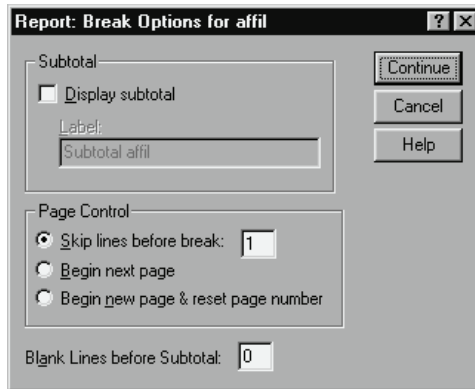 Report: Break Options for affil
Subtotal
Display subtotal
Label:
Subtotal affil
Continue
Cancel
Help
Page Control
Skip lines before break: 1
Begin next page
Begin new page & reset page number
Blank Lines before Subtotal: 0